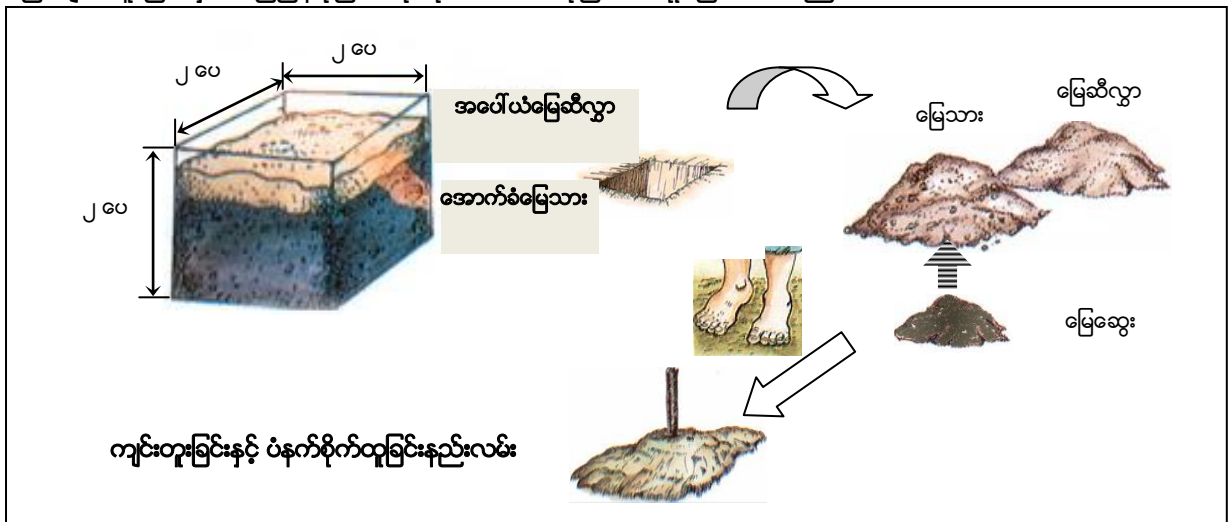 ၂ ပေ
၂ ပေ
၂ ပေ
အပေါ်ယံမြေဆီလွှာ
အောက်ခံမြေသား
မြေသား
မြေဆီလွှာ
မြေဆွေး
ကျင်းတူးခြင်းနှင့် ပံနက်စိုက်ထူခြင်းနည်းလမ်း